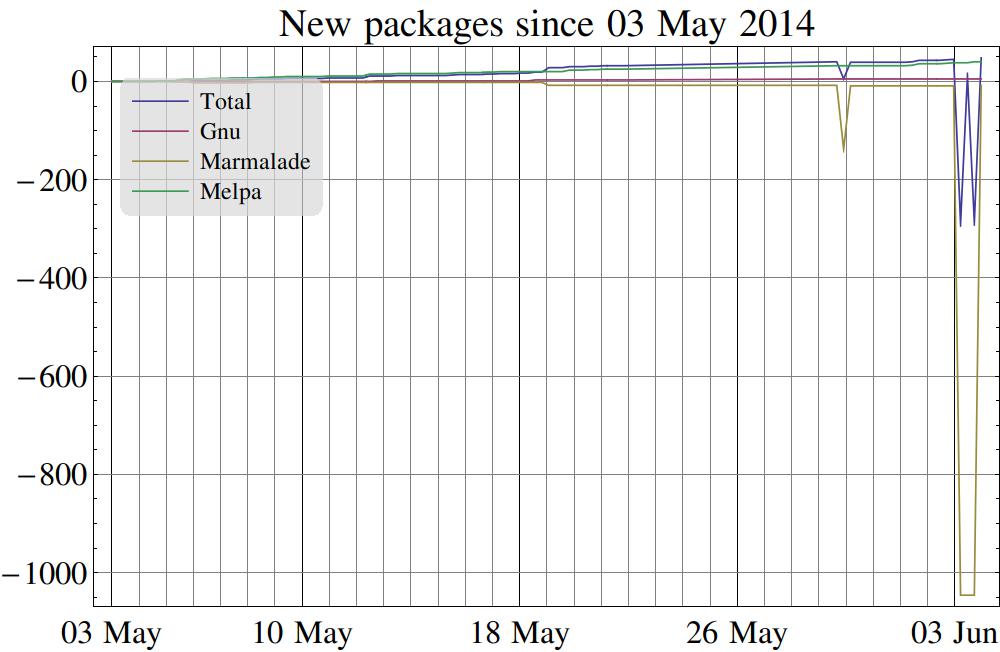 New packages since 03 May 2014
0
Total
Gnu
Marmalade
Melpa
−200
−400
−600
−800
−1000
03 May 10 May 18 May 26 May 03 Jun